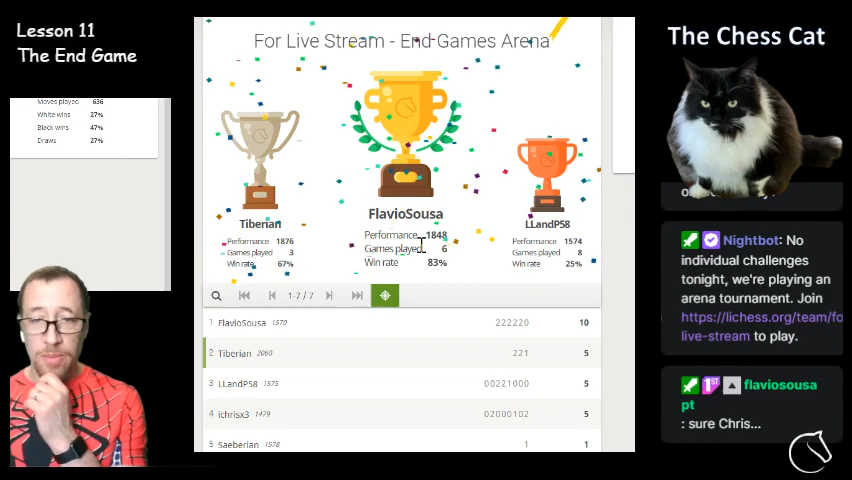 Lesson 11
The End Game
Moves played 636
White wins 27%
Black wins 47%
Draws 27%
For Live Stream - End Games Arena
Tiberian
Performance 1876
Games played 3
Win rate 67%
FlavioSousa
Performance 1848
Games played 6
Win rate 83%
LLandP58
Performance 1574
Games played 8
Win rate 25%
1-7 / 7
1 FlavioSousa 1570 222220 10
2 Tiberian 2060 221 5
3 LLandP58 1575 00221000 5
4 ichrisx3 1479 02000102 5
5 Saeberian 1578 1 1
The Chess Cat
Nightbot: No
individual challenges
tonight, we're playing an
arena tournament. Join
https://lichess.org/team/fo
live-stream to play.
1ST flaviosousa
pt
: sure Chris...